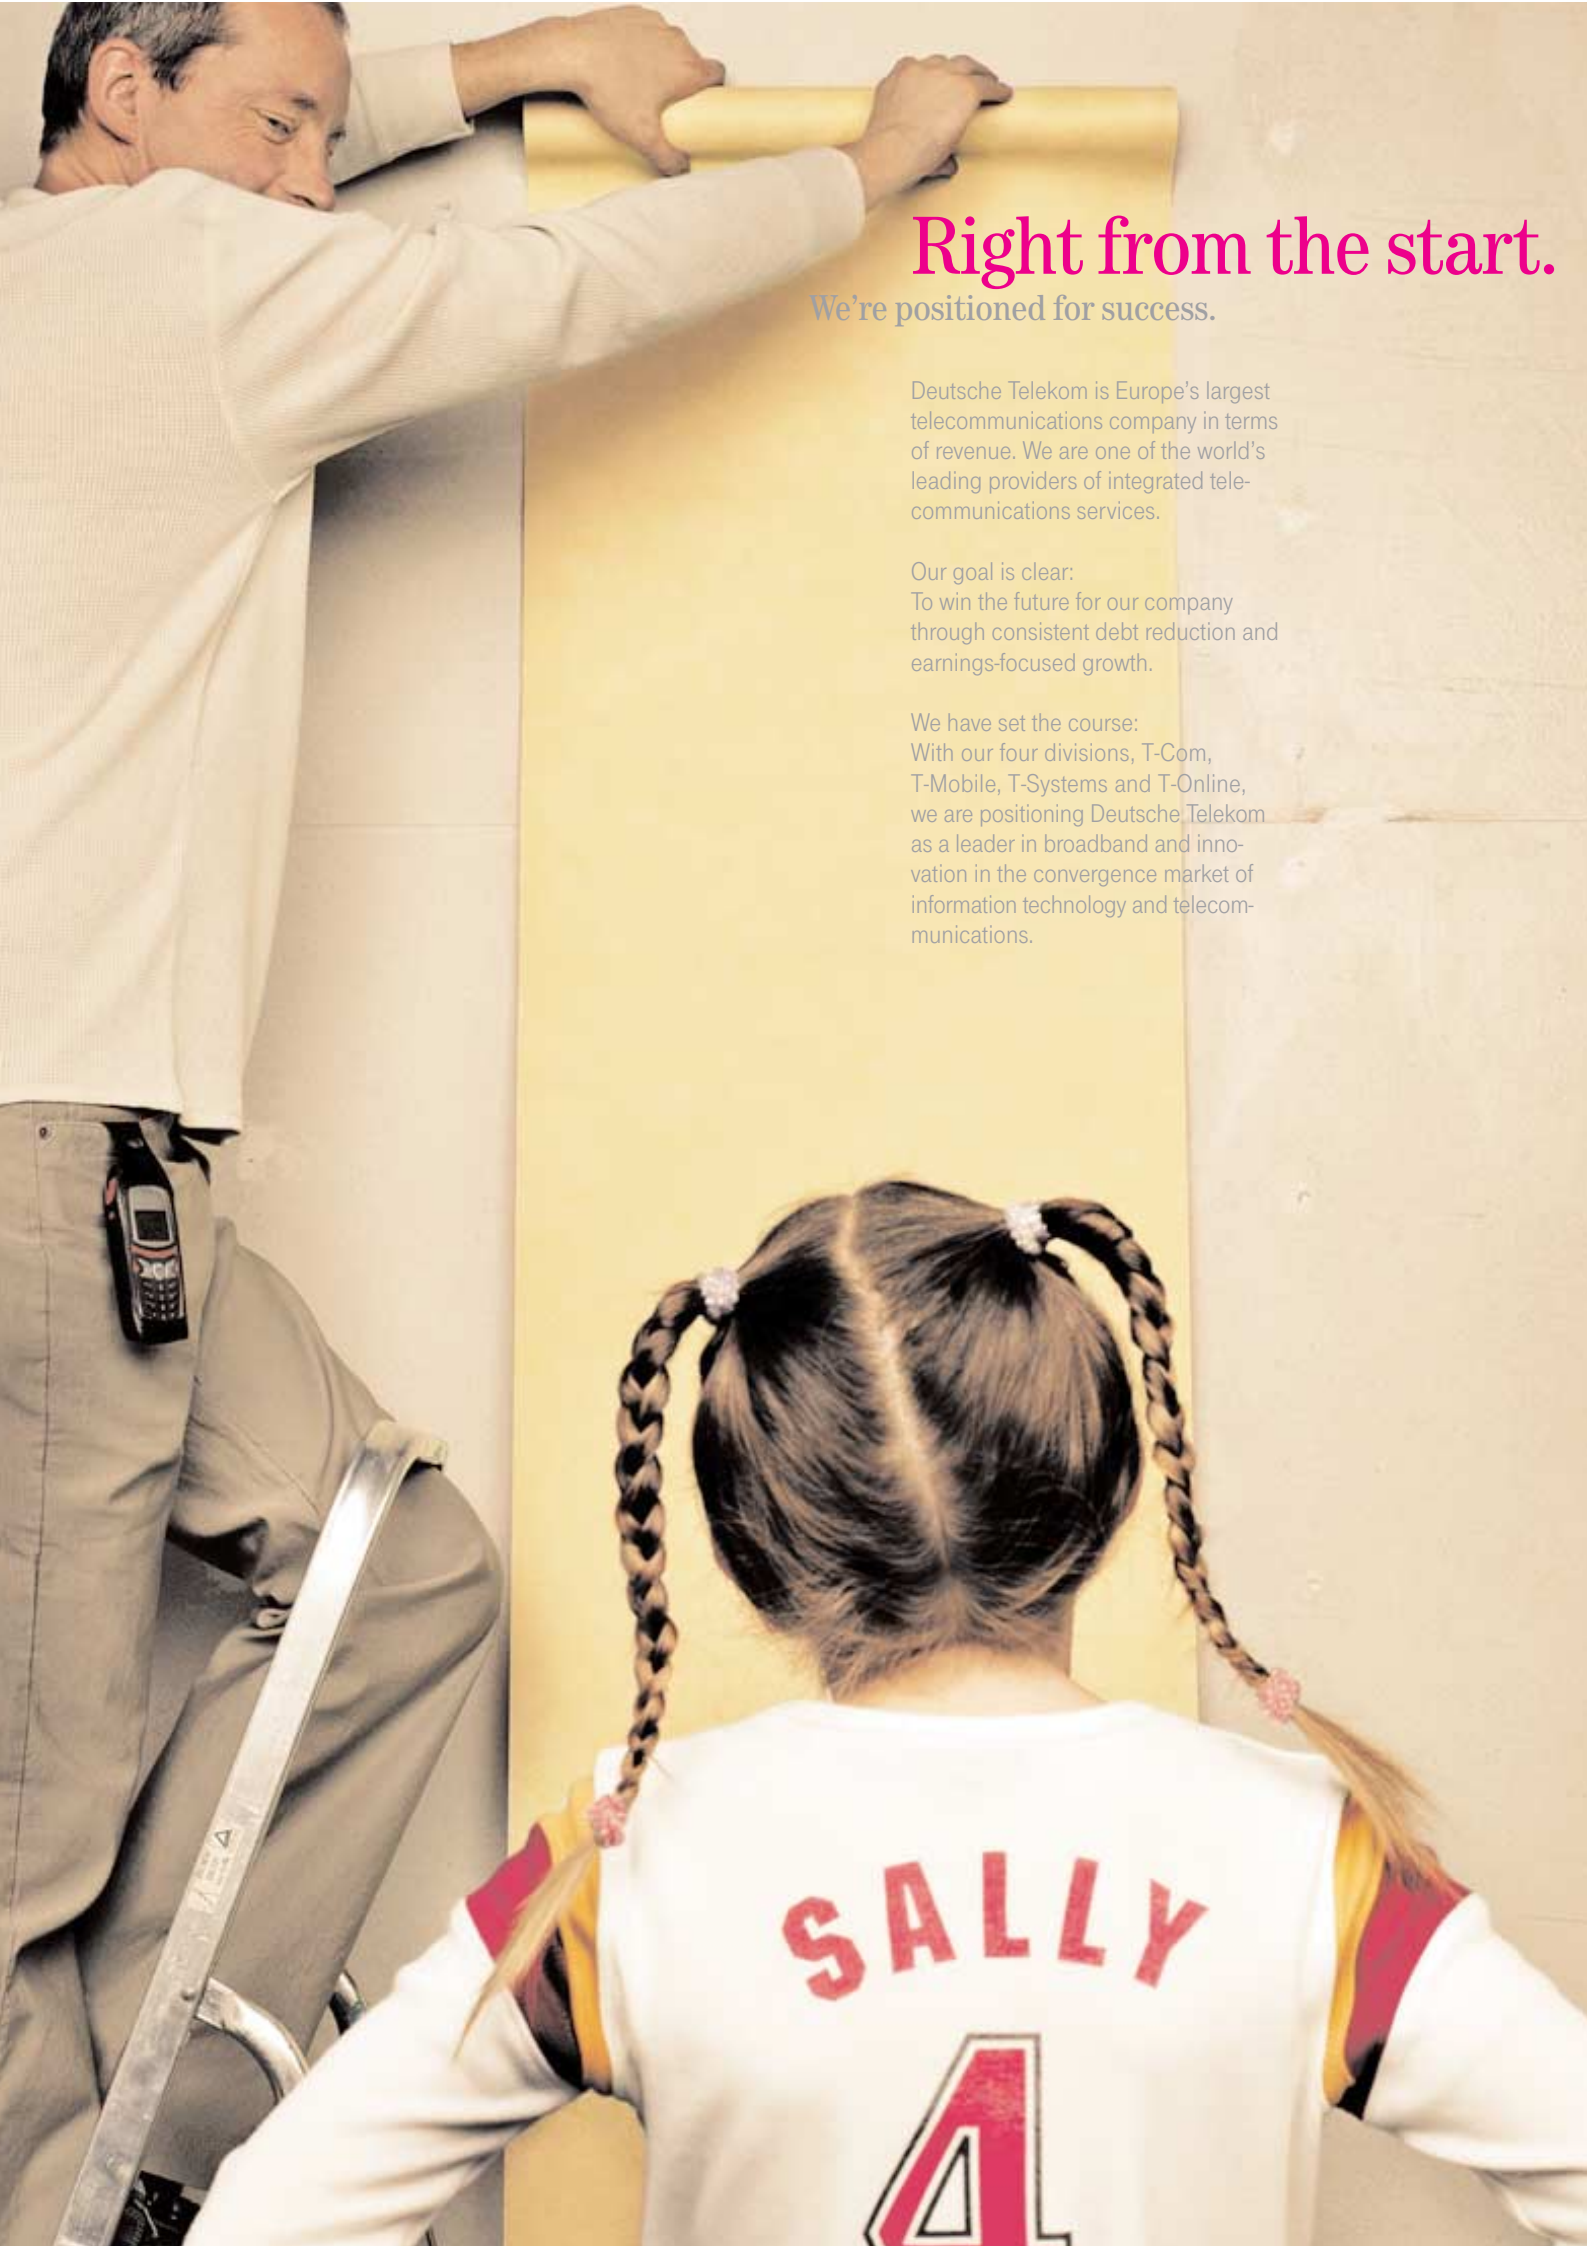 Right from the start.
We're positioned for success.
Deutsche Telekom is Europe's largest
telecommunications company in terms
of revenue. We are one of the world's
leading providers of integrated tele-
communications services.
Our goal is clear:
To win the future for our company
through consistent debt reduction and
earnings-focused growth.
We have set the course:
With our four divisions, T-Com,
T-Mobile, T-Systems and T-Online,
we are positioning Deutsche Telekom
as a leader in broadband and inno-
vation in the convergence market of
information technology and telecom-
munications.
SALLY
4